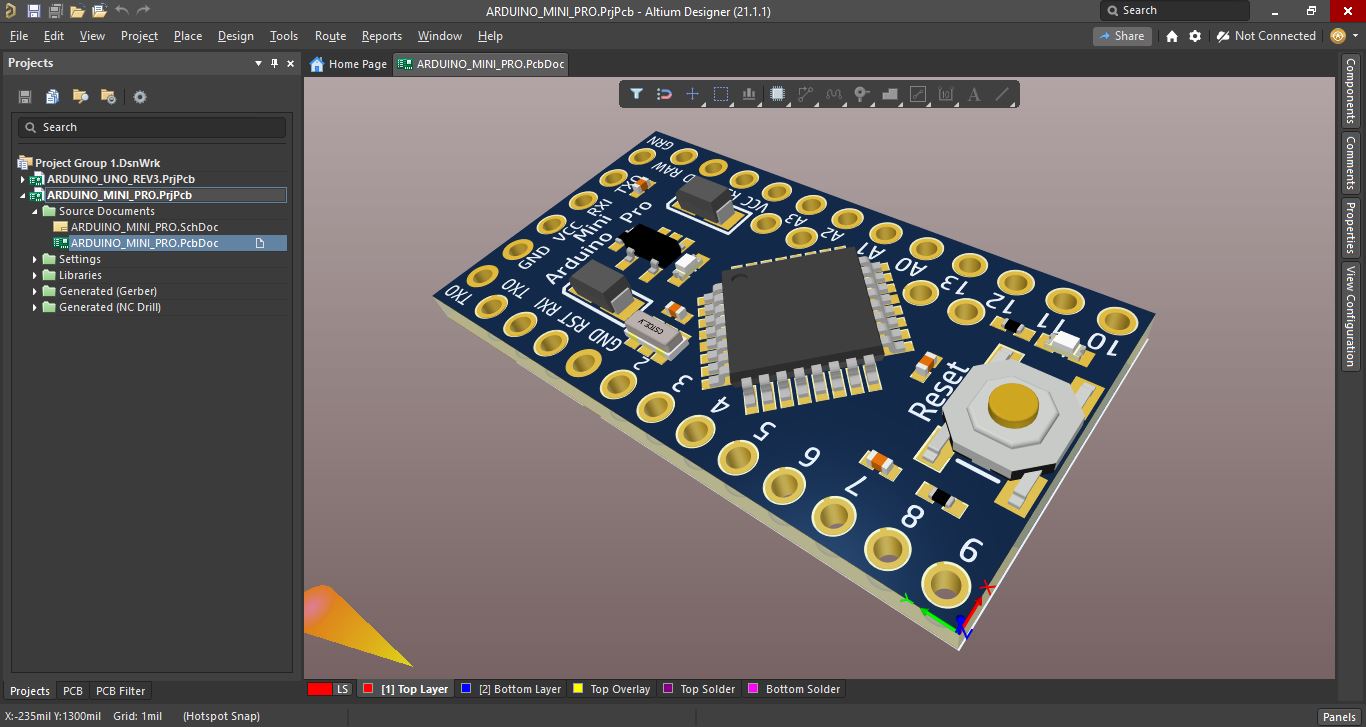 ARDUINO_MINI_PRO.PrjPcb - Altium Designer (21.1.1)
Search
File Edit View Project Place Design Tools Route Reports Window Help
Share
Not Connected
Projects
Home Page
ARDUINO_MINI_PRO.PcbDoc
Search
Project Group 1.DsnWrk
ARDUINO_UNO_REV3.PrjPcb
ARDUINO_MINI_PRO.PrjPcb
Source Documents
ARDUINO_MINI_PRO.SchDoc
ARDUINO_MINI_PRO.PcbDoc
Settings
Libraries
Generated (Gerber)
Generated (NC Drill)
GRN
TXO
RXI
VCC
GND
RAW
VCC
A3
A2
A1
A0
13
12
11
10
Arduino
Mini
Pro
CSTCE_V
Reset
TXO
TXO
RXI
RST
GND
2
3
4
5
6
7
8
9
Components
Comments
Properties
View Configuration
Projects
PCB
PCB Filter
LS
[1] Top Layer
[2] Bottom Layer
Top Overlay
Top Solder
Bottom Solder
X:-235mil Y:1300mil Grid: 1mil (Hotspot Snap)
Panels